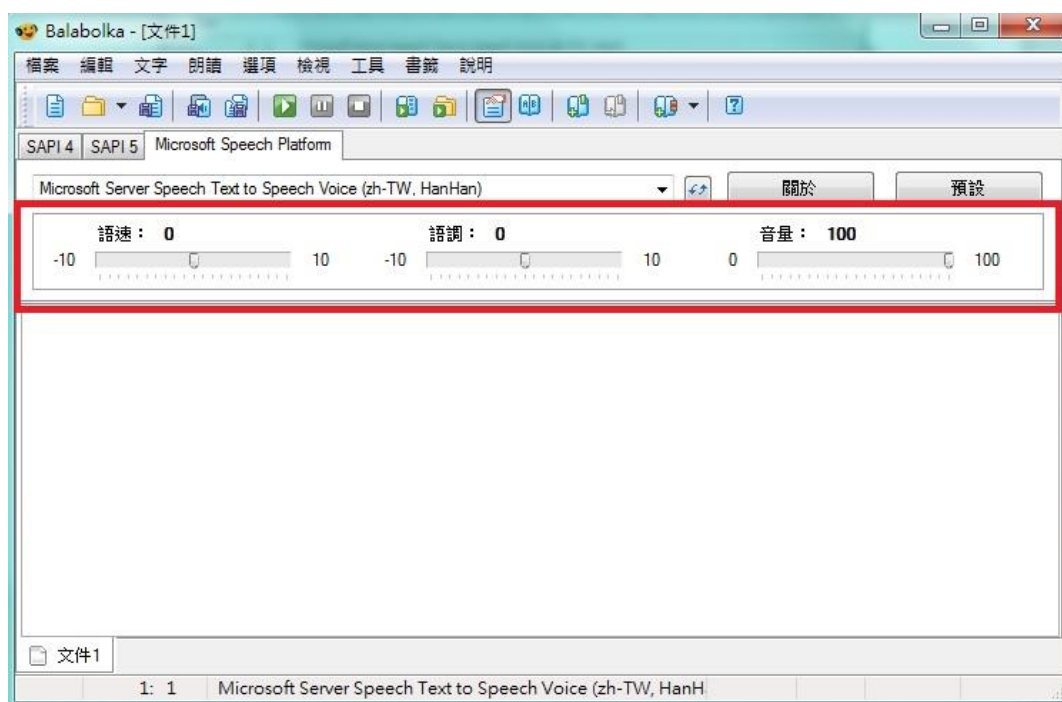 Balabolka - [文件1]
檔案 編輯 文字 朗讀 選項 檢視 工具 書籤 說明
SAPI 4 SAPI 5 Microsoft Speech Platform
Microsoft Server Speech Text to Speech Voice (zh-TW, HanHan) 關於 預設
語速： 0 語調： 0 音量： 100
-10 10 -10 10 0 100
文件1
1: 1 Microsoft Server Speech Text to Speech Voice (zh-TW, HanH